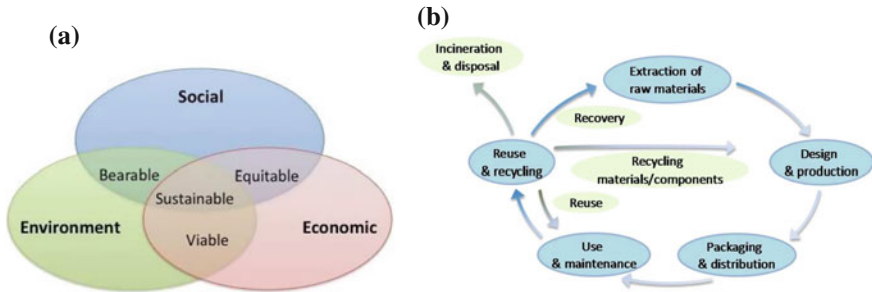 (a)
Social
Bearable
Equitable
Sustainable
Environment
Economic
Viable
(b)
Incineration
& disposal
Extraction of
raw materials
Recovery
Reuse
& recycling
Recycling
materials/components
Design
& production
Reuse
Use
& maintenance
Packaging
& distribution